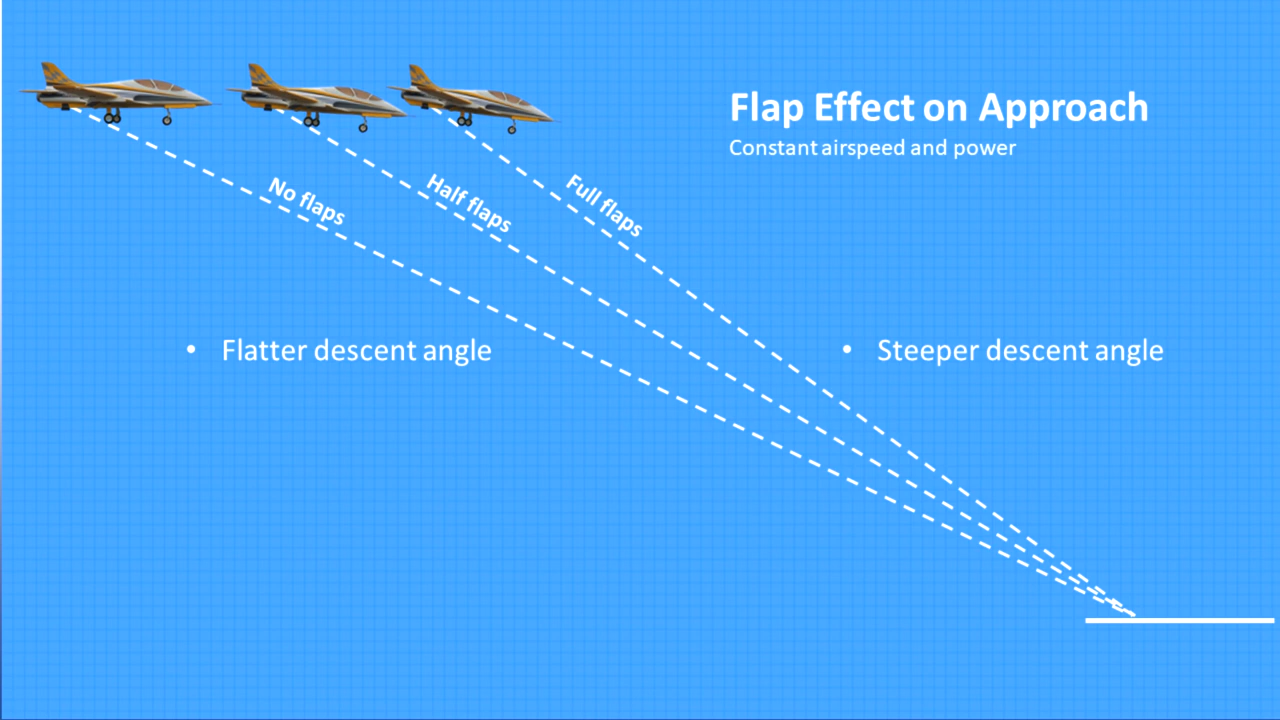 Flap Effect on Approach
Constant airspeed and power
No flaps
Half flaps
Full flaps
• Flatter descent angle
• Steeper descent angle